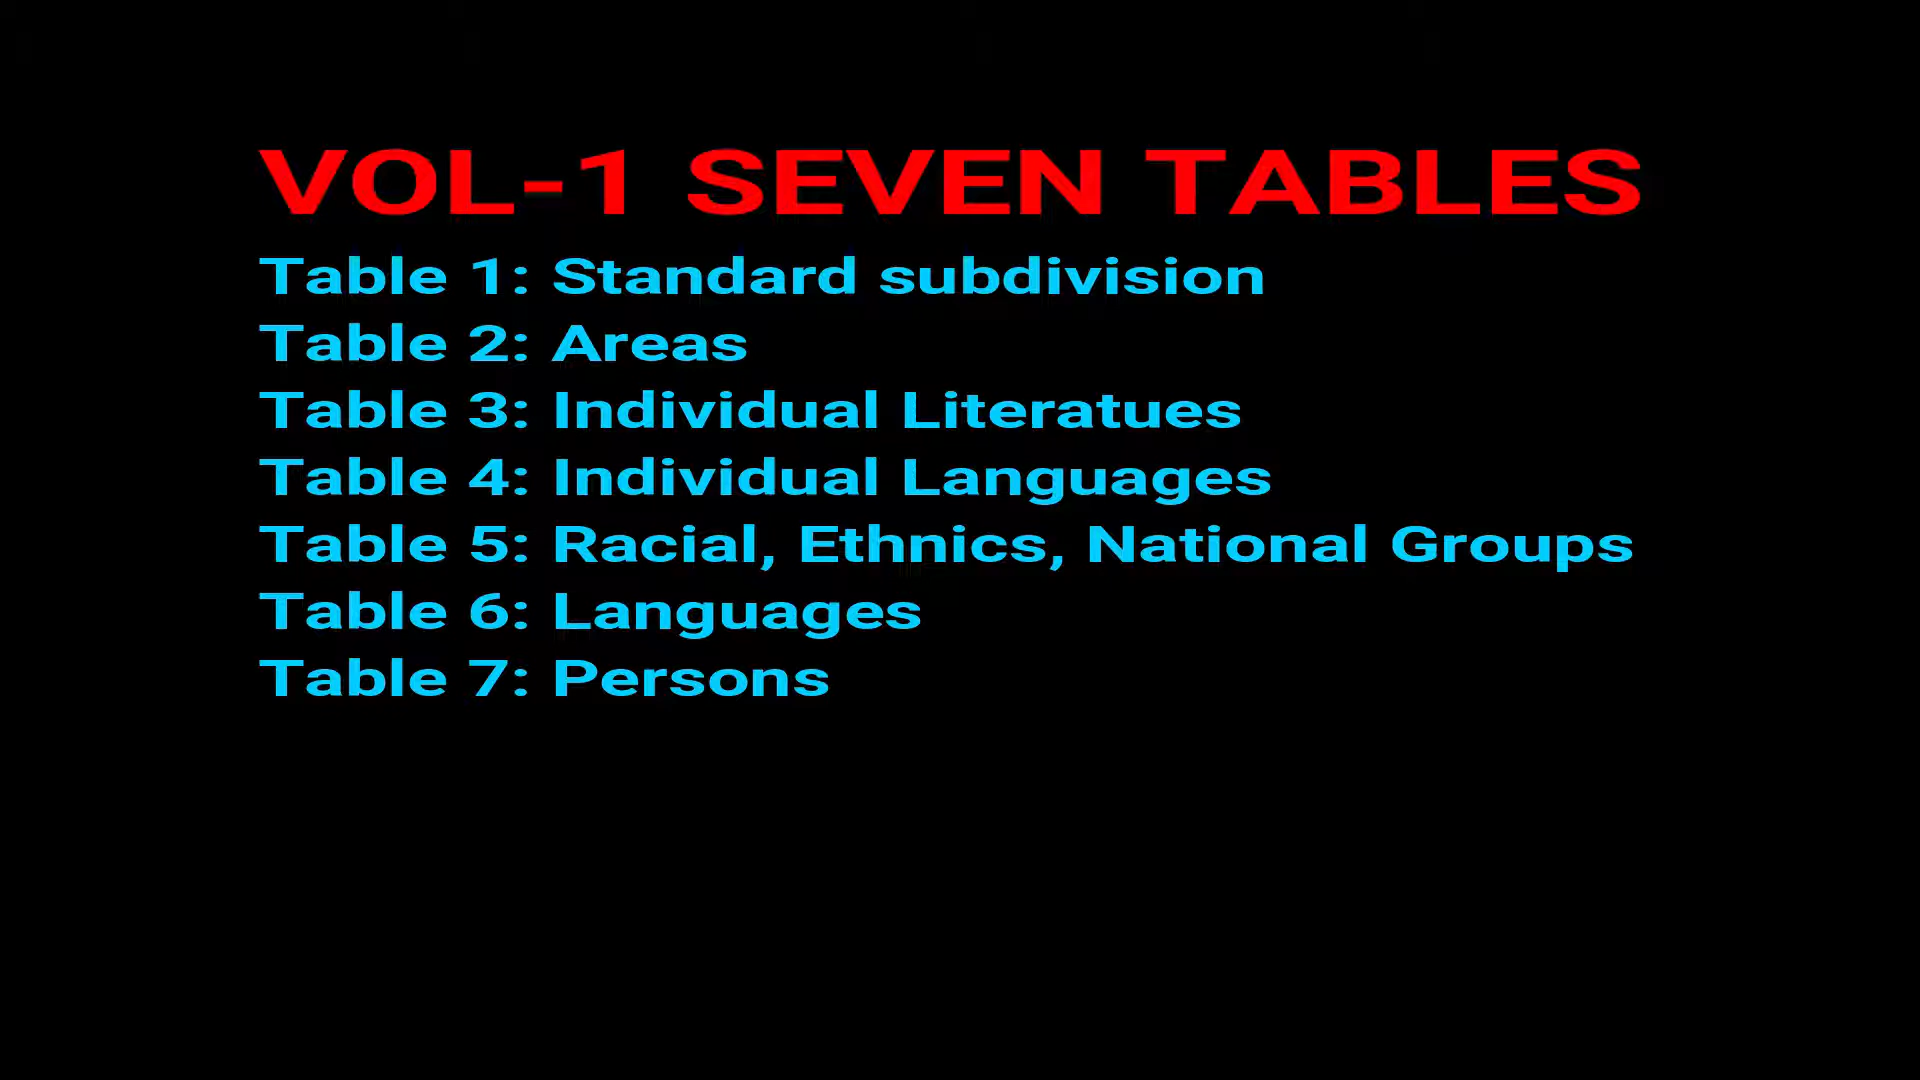 VOL-1 SEVEN TABLES
Table 1: Standard subdivision
Table 2: Areas
Table 3: Individual Literatues
Table 4: Individual Languages
Table 5: Racial, Ethnics, National Groups
Table 6: Languages
Table 7: Persons